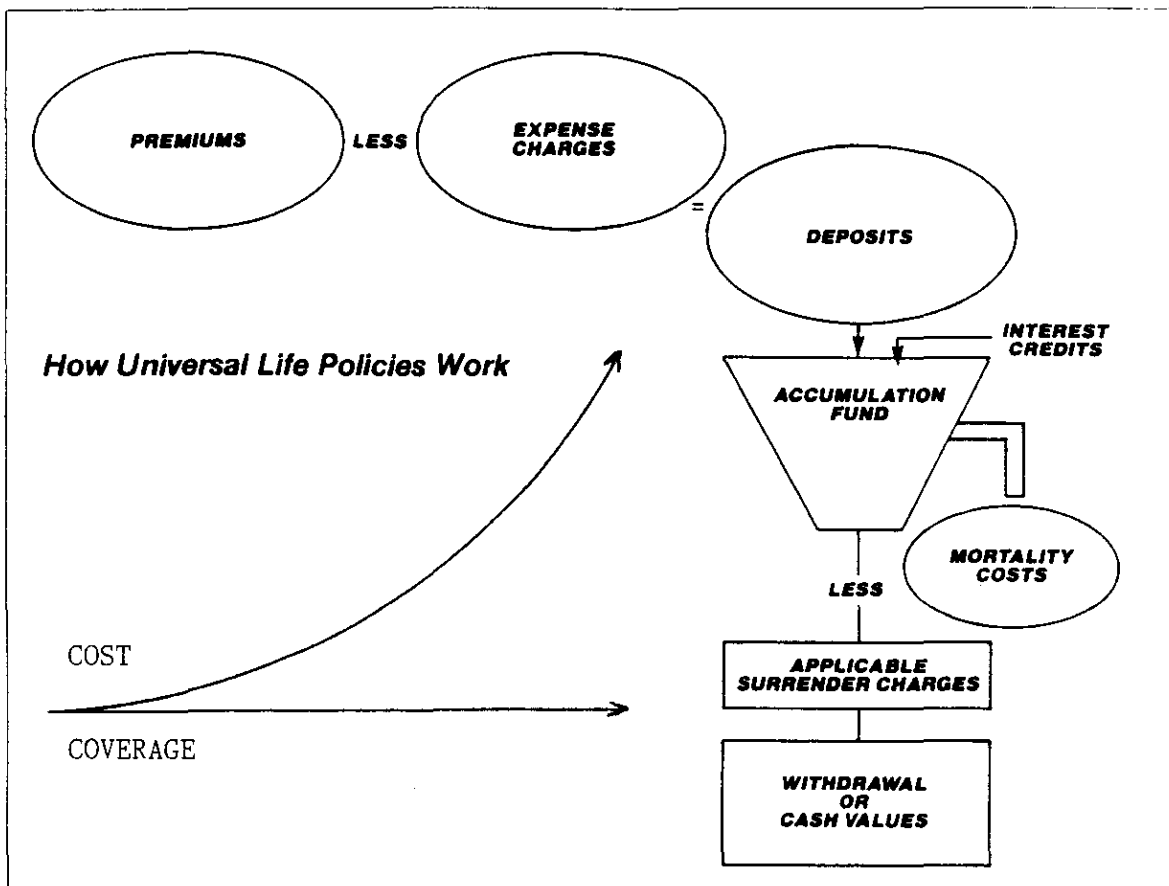 PREMIUMS
LESS
EXPENSE
CHARGES
=
DEPOSITS
INTEREST
CREDITS
How Universal Life Policies Work
ACCUMULATION
FUND
MORTALITY
COSTS
LESS
COST
APPLICABLE
SURRENDER CHARGES
COVERAGE
WITHDRAWAL
OR
CASH VALUES